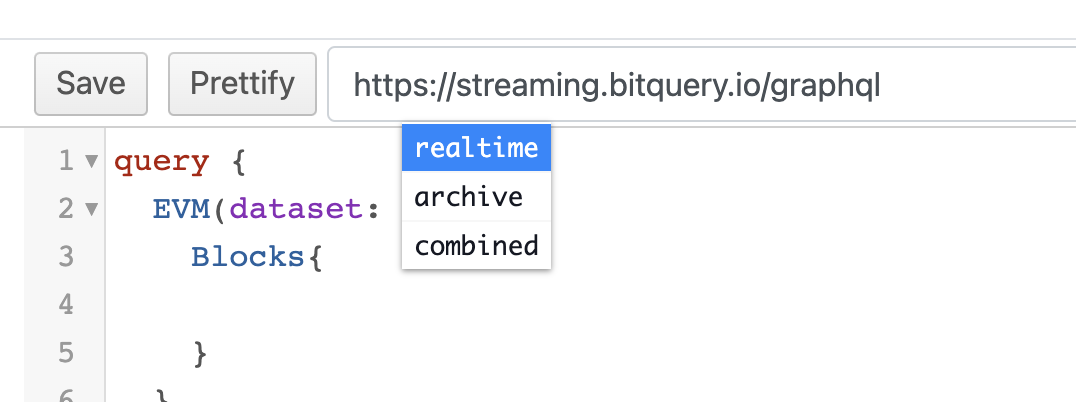 Save Prettify https://streaming.bitquery.io/graphql
realtime
1 query {
archive
2 EVM(dataset:
combined
3 Blocks{
4
5 }
6 }